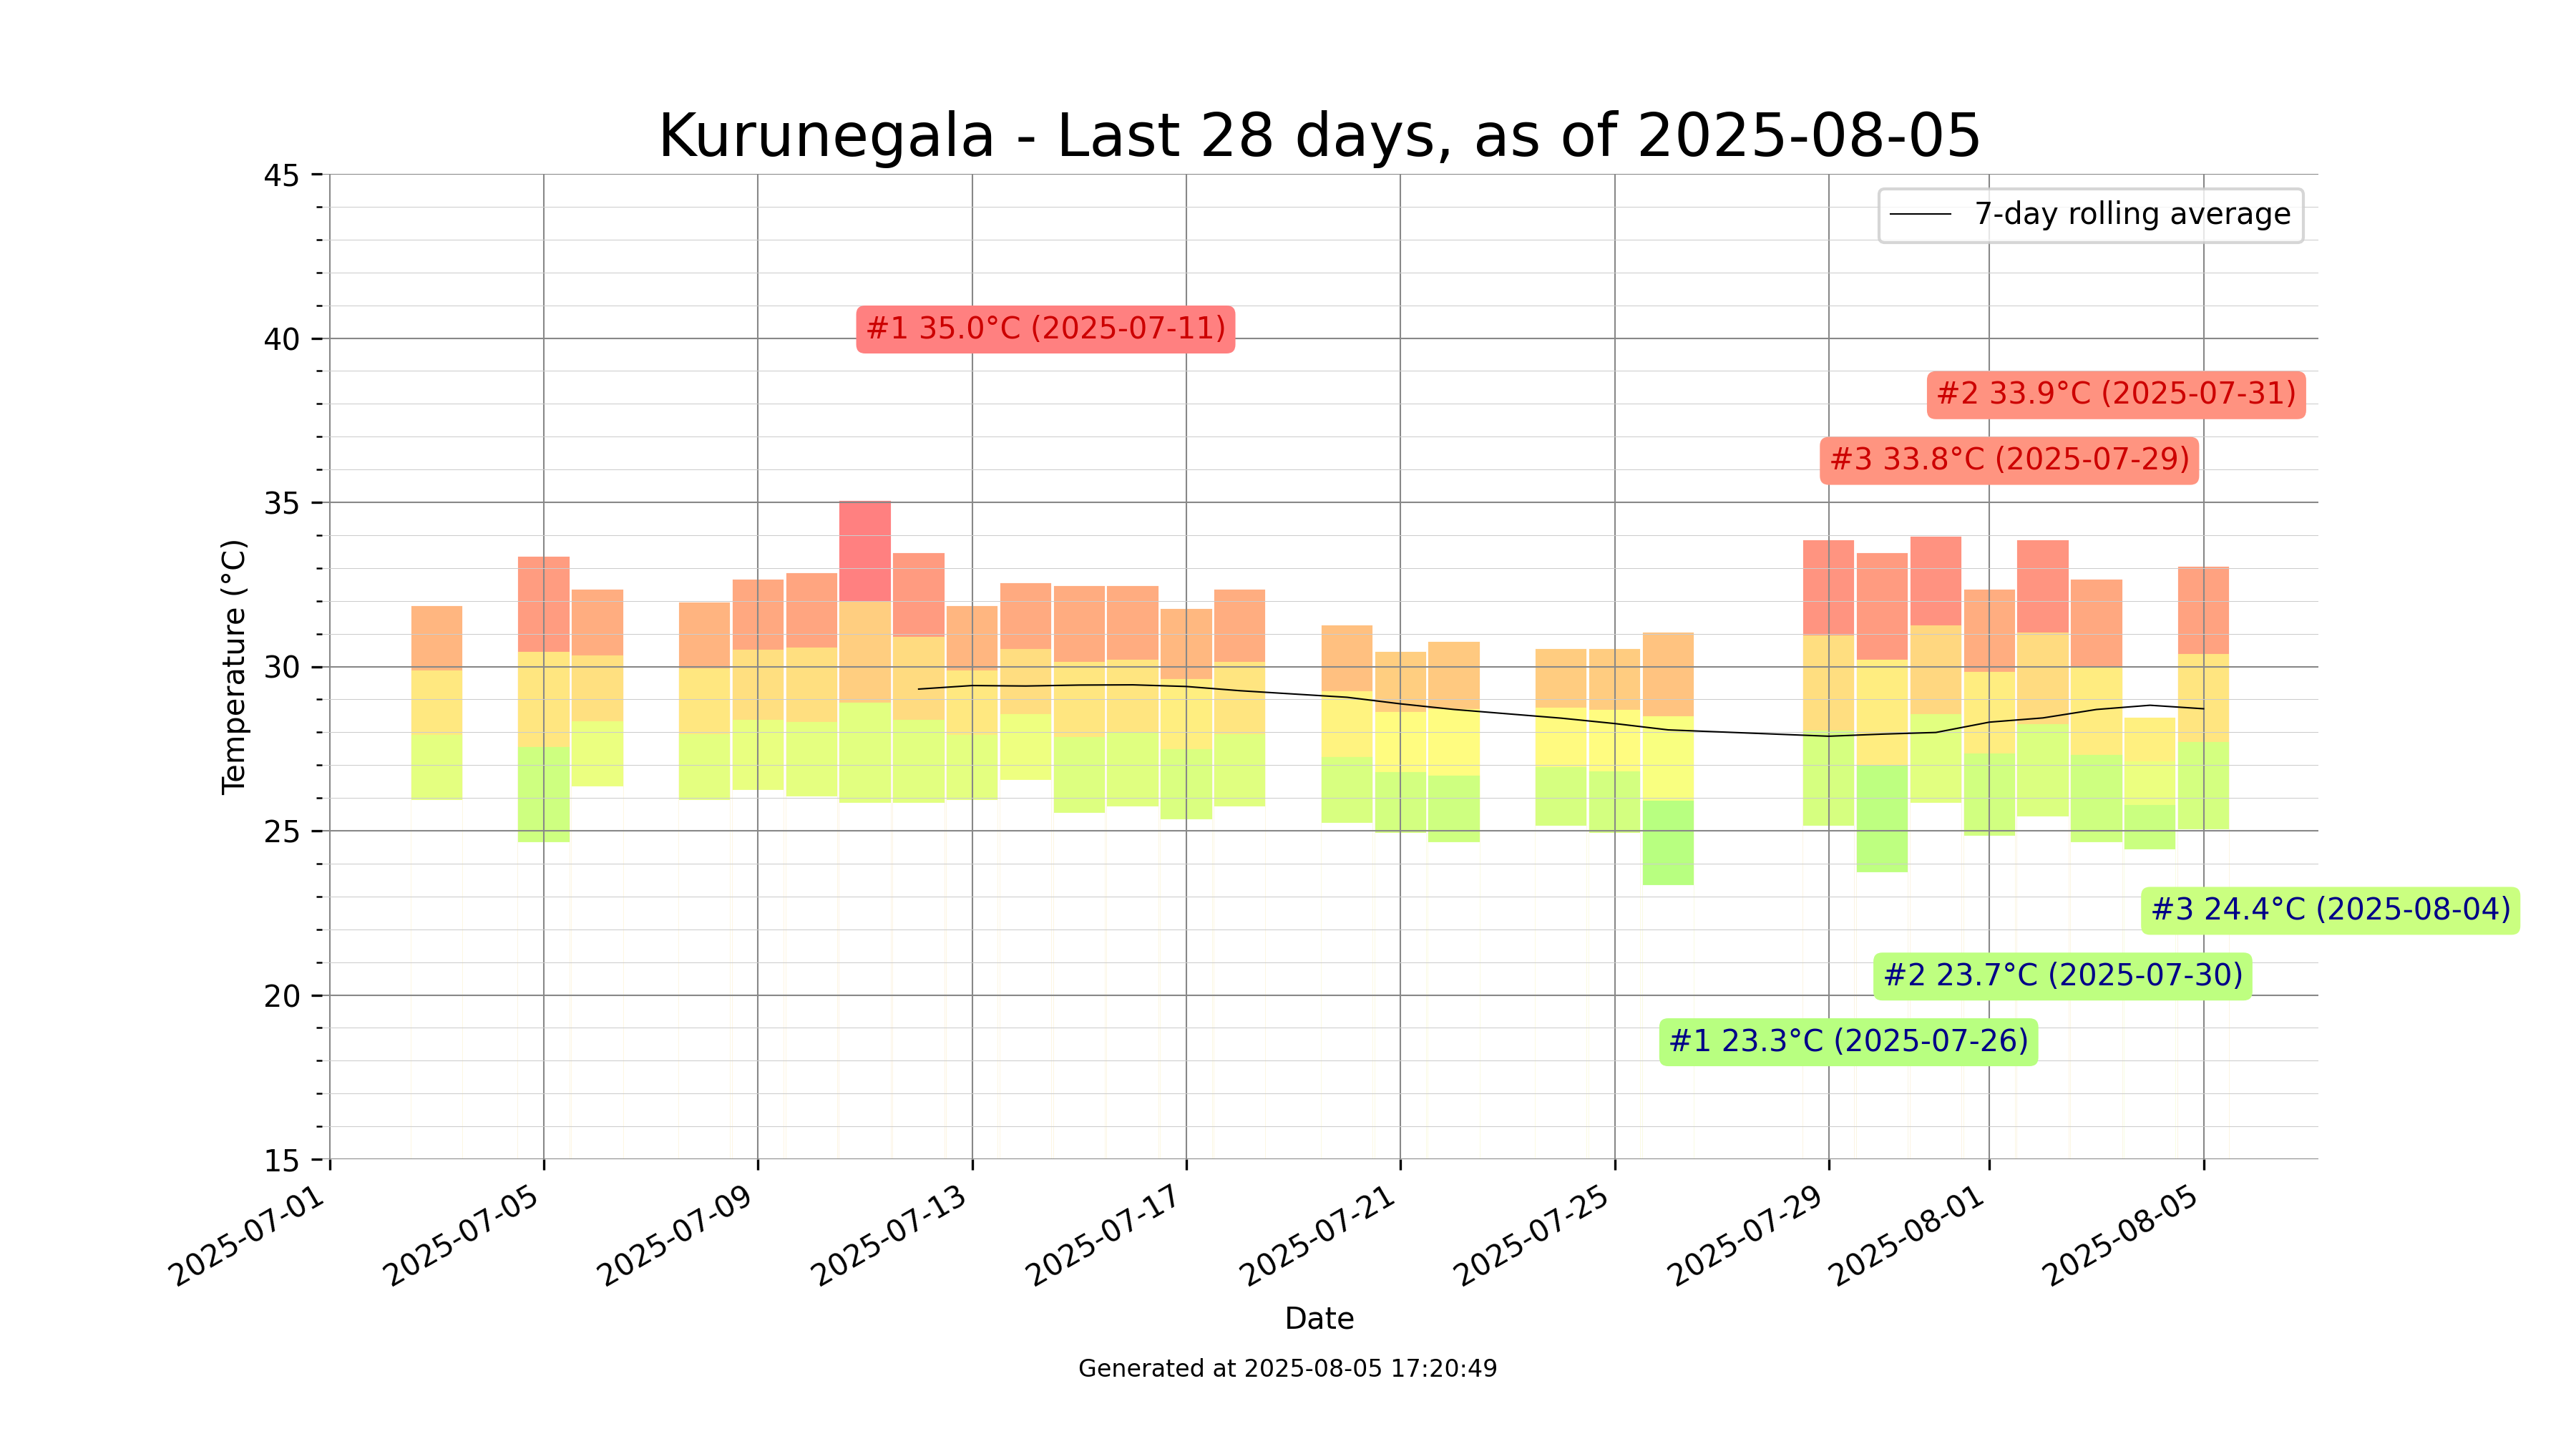 Kurunegala - Last 28 days, as of 2025-08-05
7-day rolling average
#1 35.0°C (2025-07-11)
#2 33.9°C (2025-07-31)
#3 33.8°C (2025-07-29)
#3 24.4°C (2025-08-04)
#2 23.7°C (2025-07-30)
#1 23.3°C (2025-07-26)
Temperature (°C)
45
40
35
30
25
20
15
2025-07-01
2025-07-05
2025-07-09
2025-07-13
2025-07-17
2025-07-21
2025-07-25
2025-07-29
2025-08-01
2025-08-05
Date
Generated at 2025-08-05 17:20:49